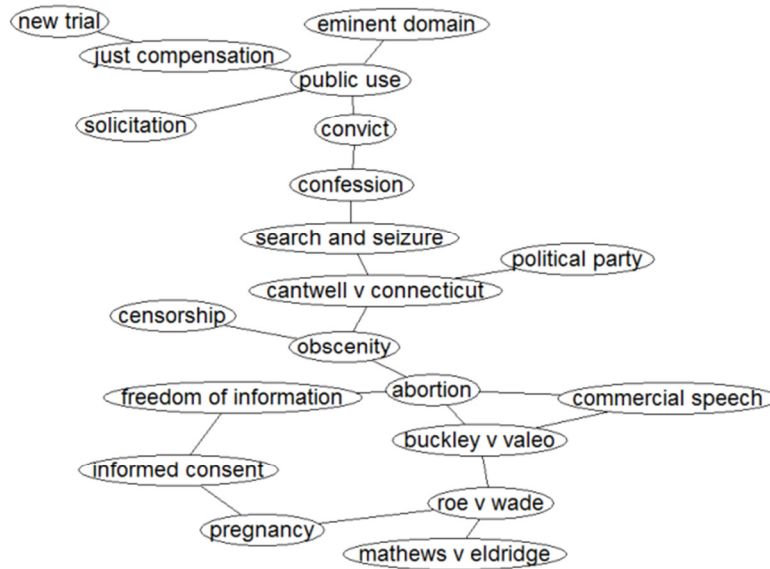 new trial
eminent domain
just compensation
public use
solicitation
convict
confession
search and seizure
political party
cantwell v connecticut
censorship
obscenity
abortion
freedom of information
commercial speech
buckley v valeo
informed consent
roe v wade
pregnancy
mathews v eldridge